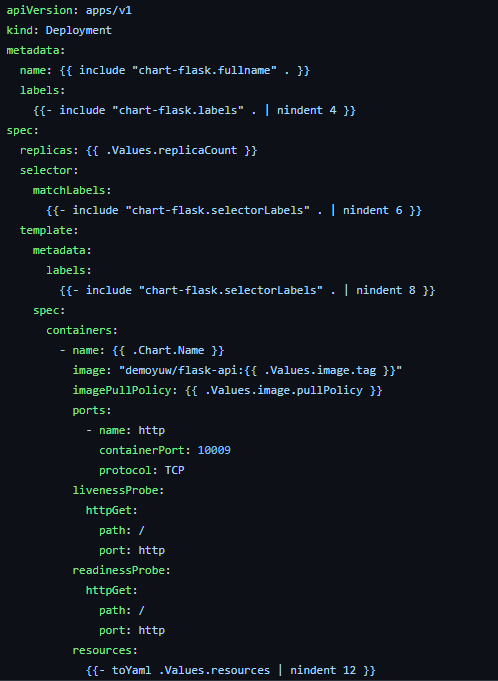 apiVersion: apps/v1
kind: Deployment
metadata:
  name: {{ include "chart-flask.fullname" . }}
  labels:
    {{- include "chart-flask.labels" . | nindent 4 }}
spec:
  replicas: {{ .Values.replicaCount }}
  selector:
    matchLabels:
      {{- include "chart-flask.selectorLabels" . | nindent 6 }}
  template:
    metadata:
      labels:
        {{- include "chart-flask.selectorLabels" . | nindent 8 }}
    spec:
      containers:
        - name: {{ .Chart.Name }}
          image: "demoyuw/flask-api:{{ .Values.image.tag }}"
          imagePullPolicy: {{ .Values.image.pullPolicy }}
          ports:
            - name: http
              containerPort: 10009
              protocol: TCP
          livenessProbe:
            httpGet:
              path: /
              port: http
          readinessProbe:
            httpGet:
              path: /
              port: http
          resources:
            {{- toYaml .Values.resources | nindent 12 }}